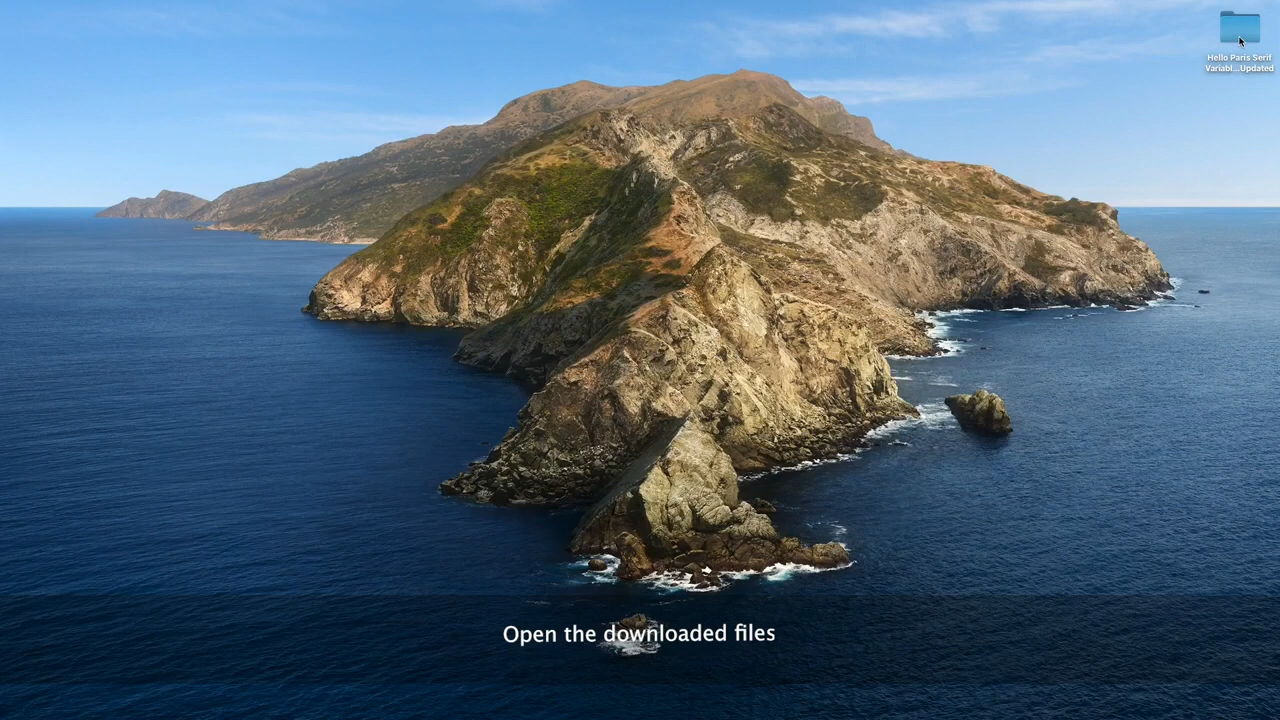 Hello Paris Serif
Variabl...Updated
Open the downloaded files